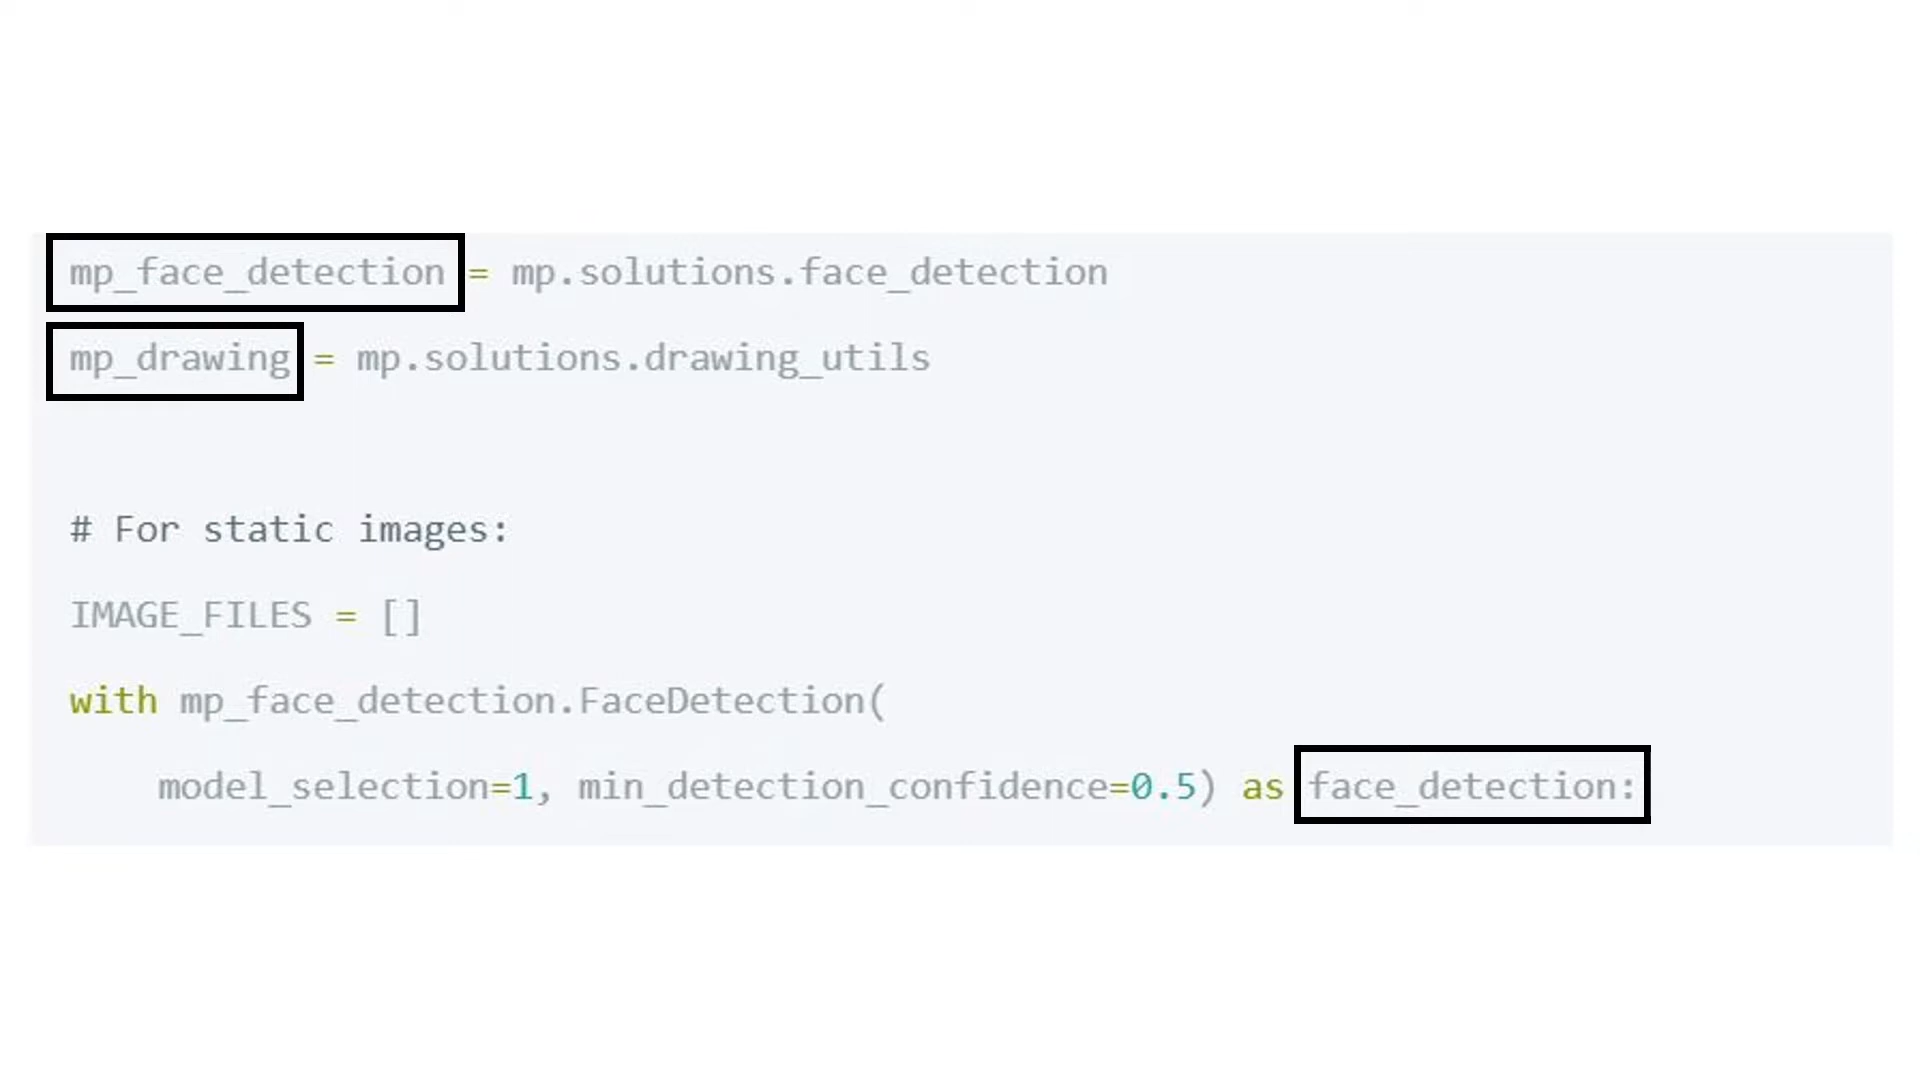 mp_face_detection = mp.solutions.face_detection
mp_drawing = mp.solutions.drawing_utils
# For static images:
IMAGE_FILES = []
with mp_face_detection.FaceDetection(
    model_selection=1, min_detection_confidence=0.5) as face_detection: